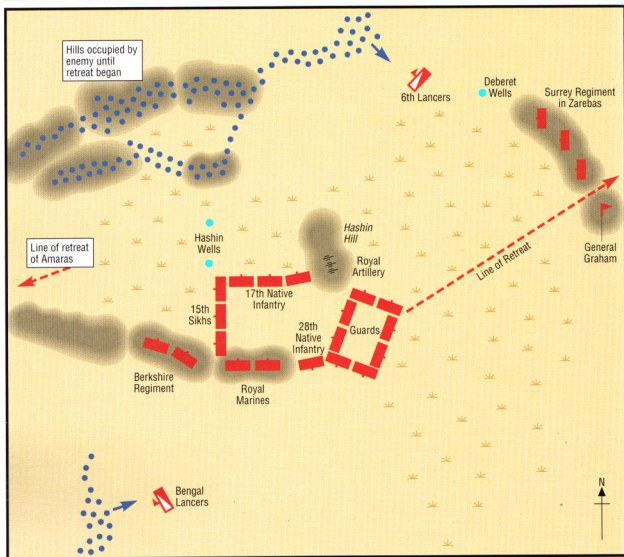 Hills occupied by
enemy until
retreat began
6th Lancers
Deberet
Wells
Surrey Regiment
in Zarebas
Hashin
Wells
Hashin
Hill
Royal
Artillery
General
Graham
Line of retreat
of Amaras
Line of Retreat
17th Native
Infantry
15th
Sikhs
28th
Native
Infantry
Guards
Berkshire
Regiment
Royal
Marines
Bengal
Lancers
N